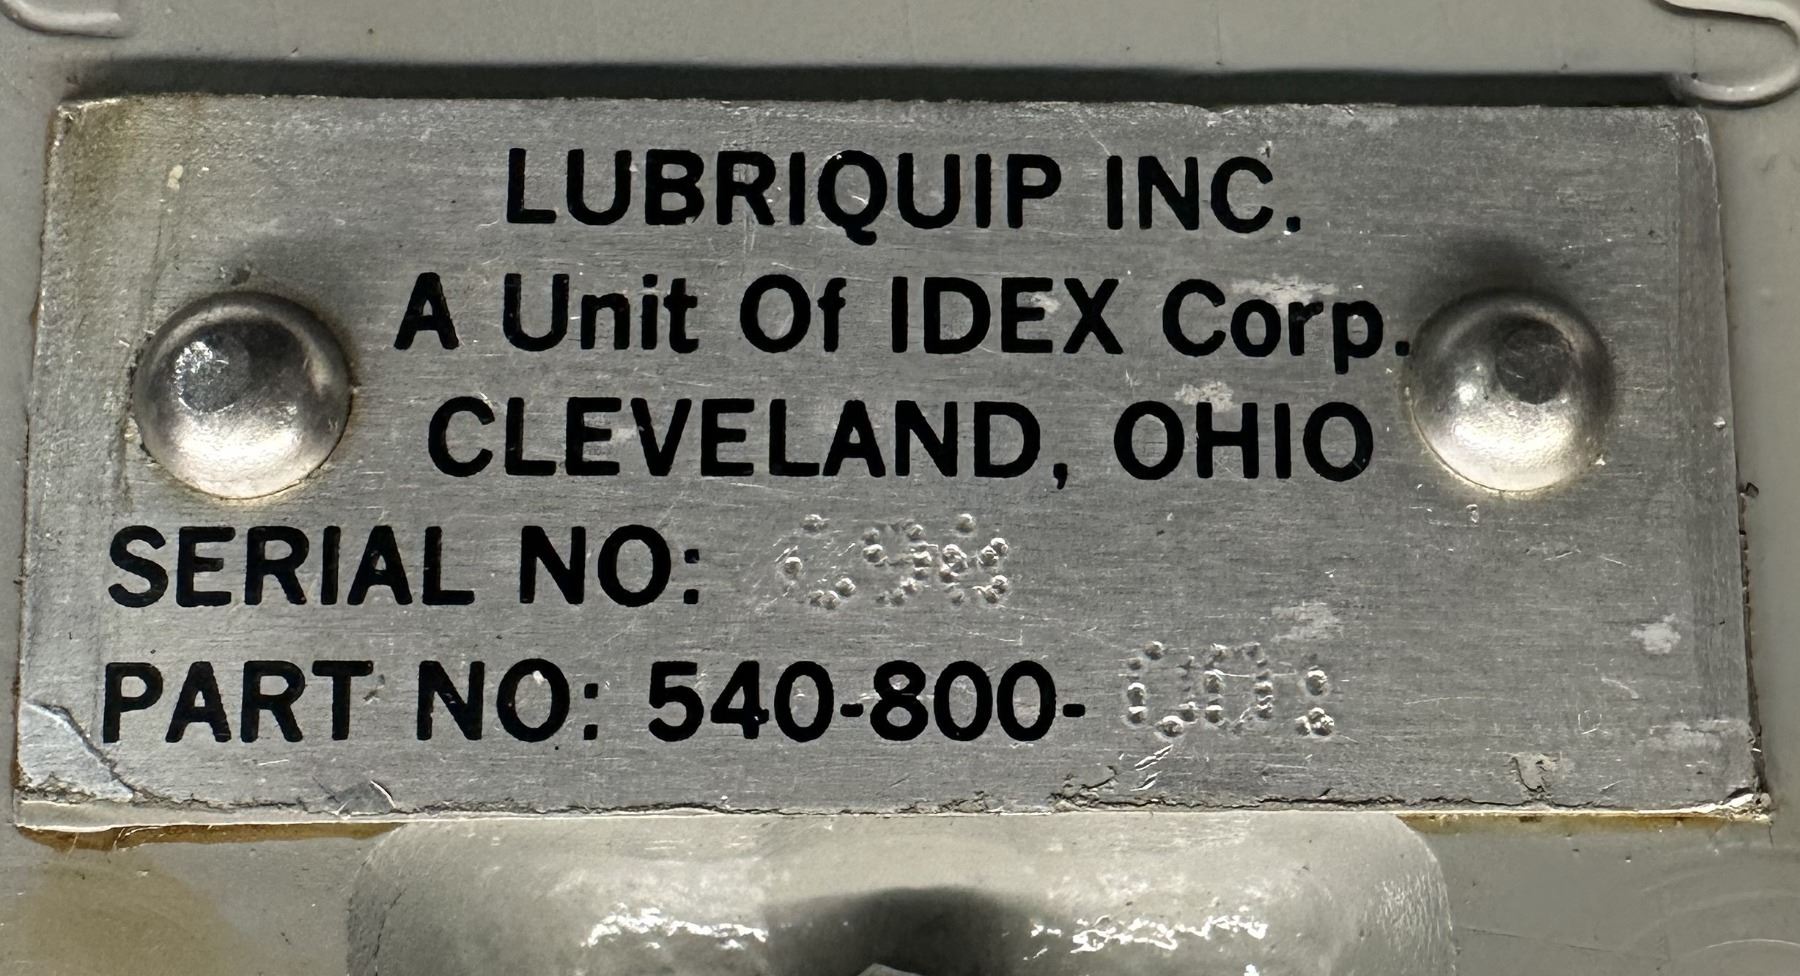 LUBRIQUIP INC.
A Unit Of IDEX Corp.
CLEVELAND, OHIO
SERIAL NO:
PART NO: 540-800-